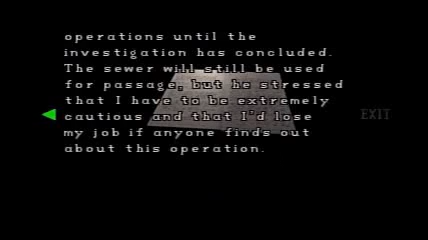 operations until the
investigation has concluded.
The sewer will still be used
for passage, but he stressed
that I have to be extremely
cautious and that I'd lose
my job if anyone finds out
about this operation.
EXIT